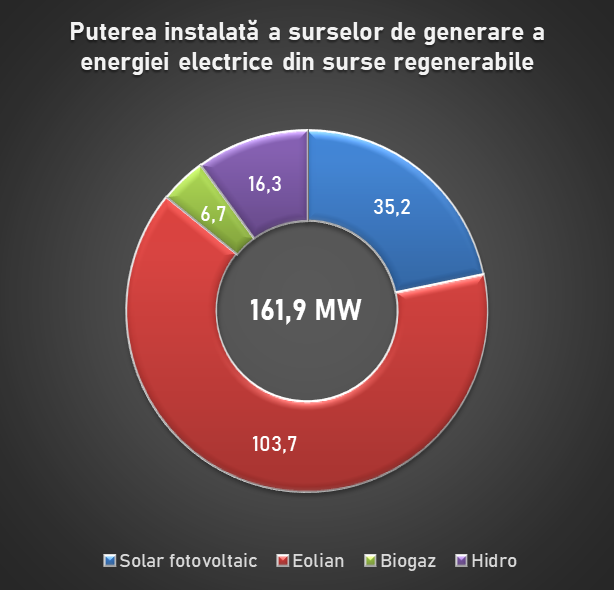 Puterea instalată a surselor de generare a
energiei electrice din surse regenerabile
16,3
35,2
6,7
161,9 MW
103,7
Solar fotovoltaic Eolian Biogaz Hidro